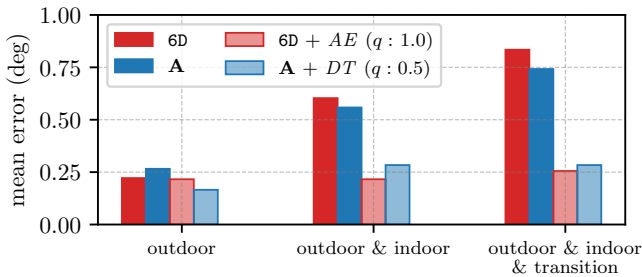 1.00
0.75
0.50
0.25
0.00
mean error (deg)
6D
A
6D + AE (q : 1.0)
A + DT (q : 0.5)
outdoor
outdoor & indoor
outdoor & indoor
& transition